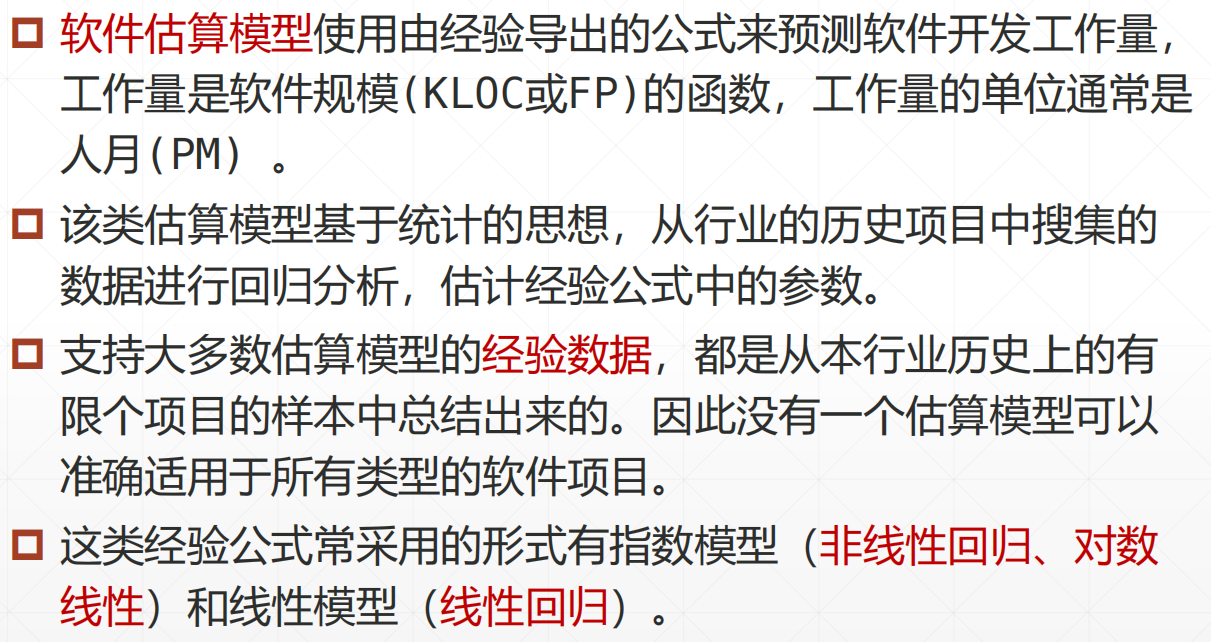 软件估算模型使用由经验导出的公式来预测软件开发工作量，
工作量是软件规模(KLOC或FP)的函数，工作量的单位通常是
人月(PM) 。
该类估算模型基于统计的思想，从行业的历史项目中搜集的
数据进行回归分析，估计经验公式中的参数。
支持大多数估算模型的经验数据，都是从本行业历史上的有
限个项目的样本中总结出来的。因此没有一个估算模型可以
准确适用于所有类型的软件项目。
这类经验公式常采用的形式有指数模型（非线性回归、对数
线性）和线性模型（线性回归）。